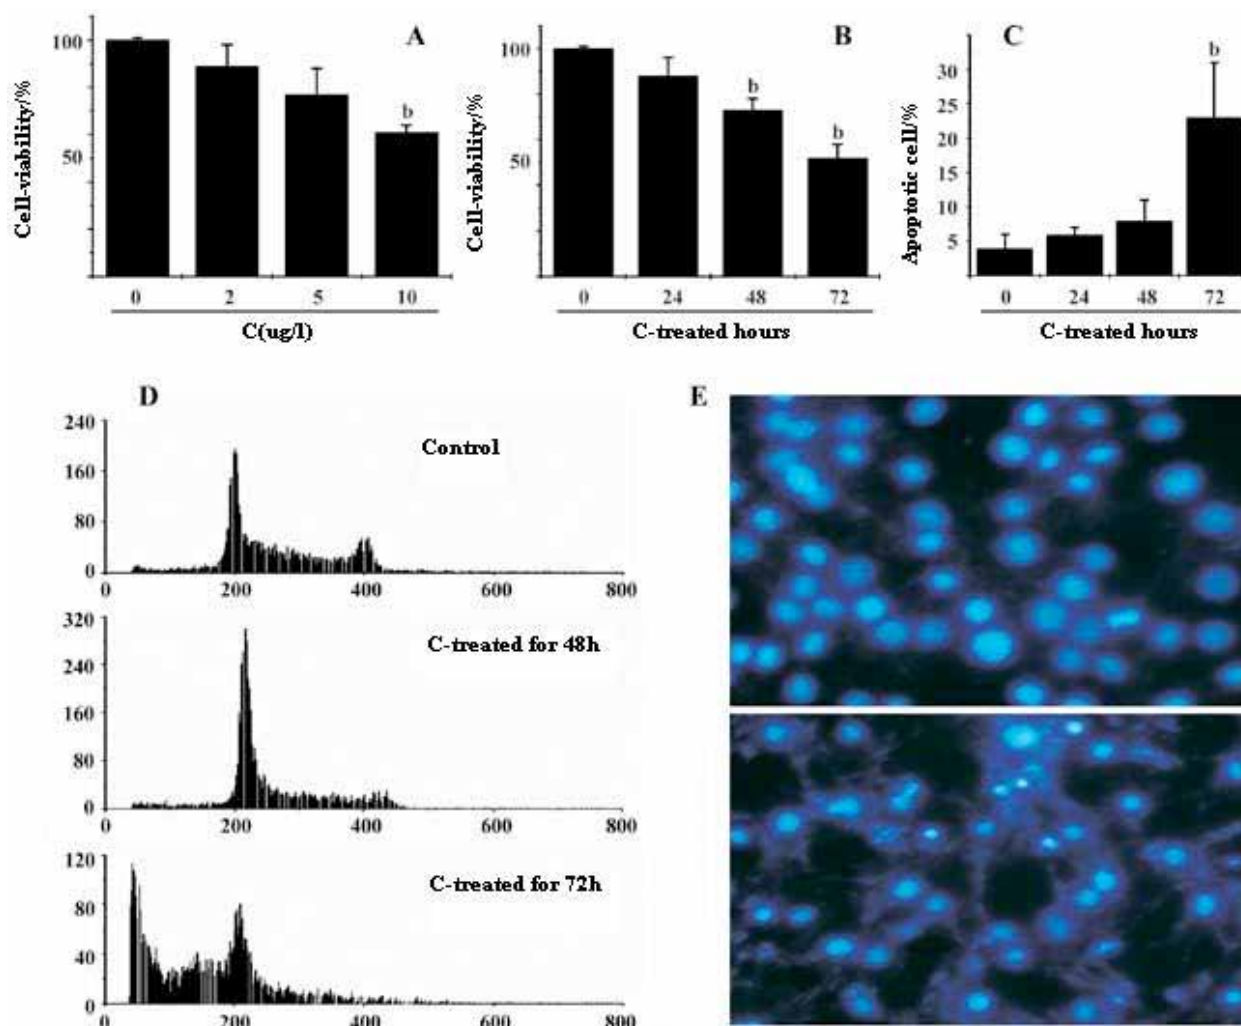 A
100
50
Cell-viability/%
0 2 5 10
b
C(ug/l)
B
100
50
Cell-viability/%
b
b
0 24 48 72
C-treated hours
C
30
25
20
15
10
5
Apoptotic cell/%
b
0 24 48 72
C-treated hours
D
240
160
80
0
Control
0 200 400 600 800
320
240
160
80
0
C-treated for 48h
0 200 400 600 800
120
80
40
0
C-treated for 72h
0 200 400 600 800
E